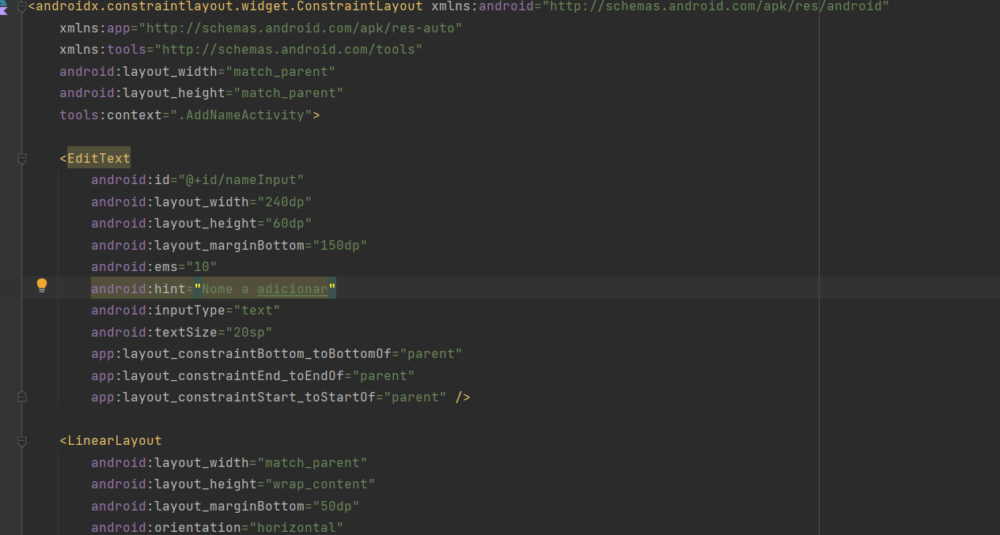 <androidx.constraintlayout.widget.ConstraintLayout xmlns:android="http://schemas.android.com/apk/res/android"
xmlns:app="http://schemas.android.com/apk/res-auto"
xmlns:tools="http://schemas.android.com/tools"
android:layout_width="match_parent"
android:layout_height="match_parent"
tools:context=".AddNameActivity">
<EditText
android:id="@+id/nameInput"
android:layout_width="240dp"
android:layout_height="60dp"
android:layout_marginBottom="150dp"
android:ems="10"
android:hint="Nome a adicionar"
android:inputType="text"
android:textSize="20sp"
app:layout_constraintBottom_toBottomOf="parent"
app:layout_constraintEnd_toEndOf="parent"
app:layout_constraintStart_toStartOf="parent" />
<LinearLayout
android:layout_width="match_parent"
android:layout_height="wrap_content"
android:layout_marginBottom="50dp"
android:orientation="horizontal"